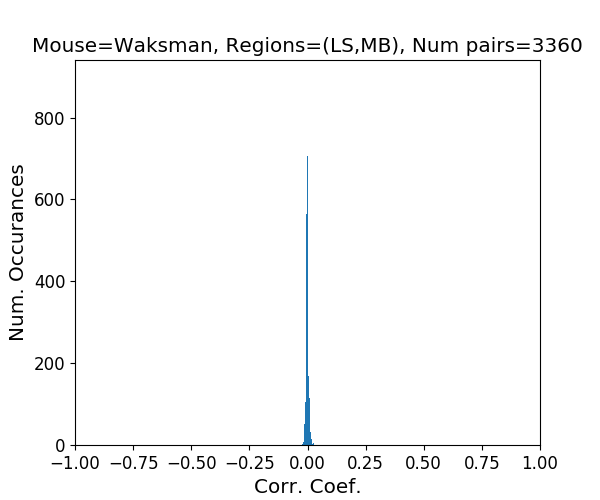 Mouse=Waksman, Regions=(LS,MB), Num pairs=3360
Num. Occurances
800
600
400
200
0
−1.00 −0.75 −0.50 −0.25 0.00 0.25 0.50 0.75 1.00
Corr. Coef.